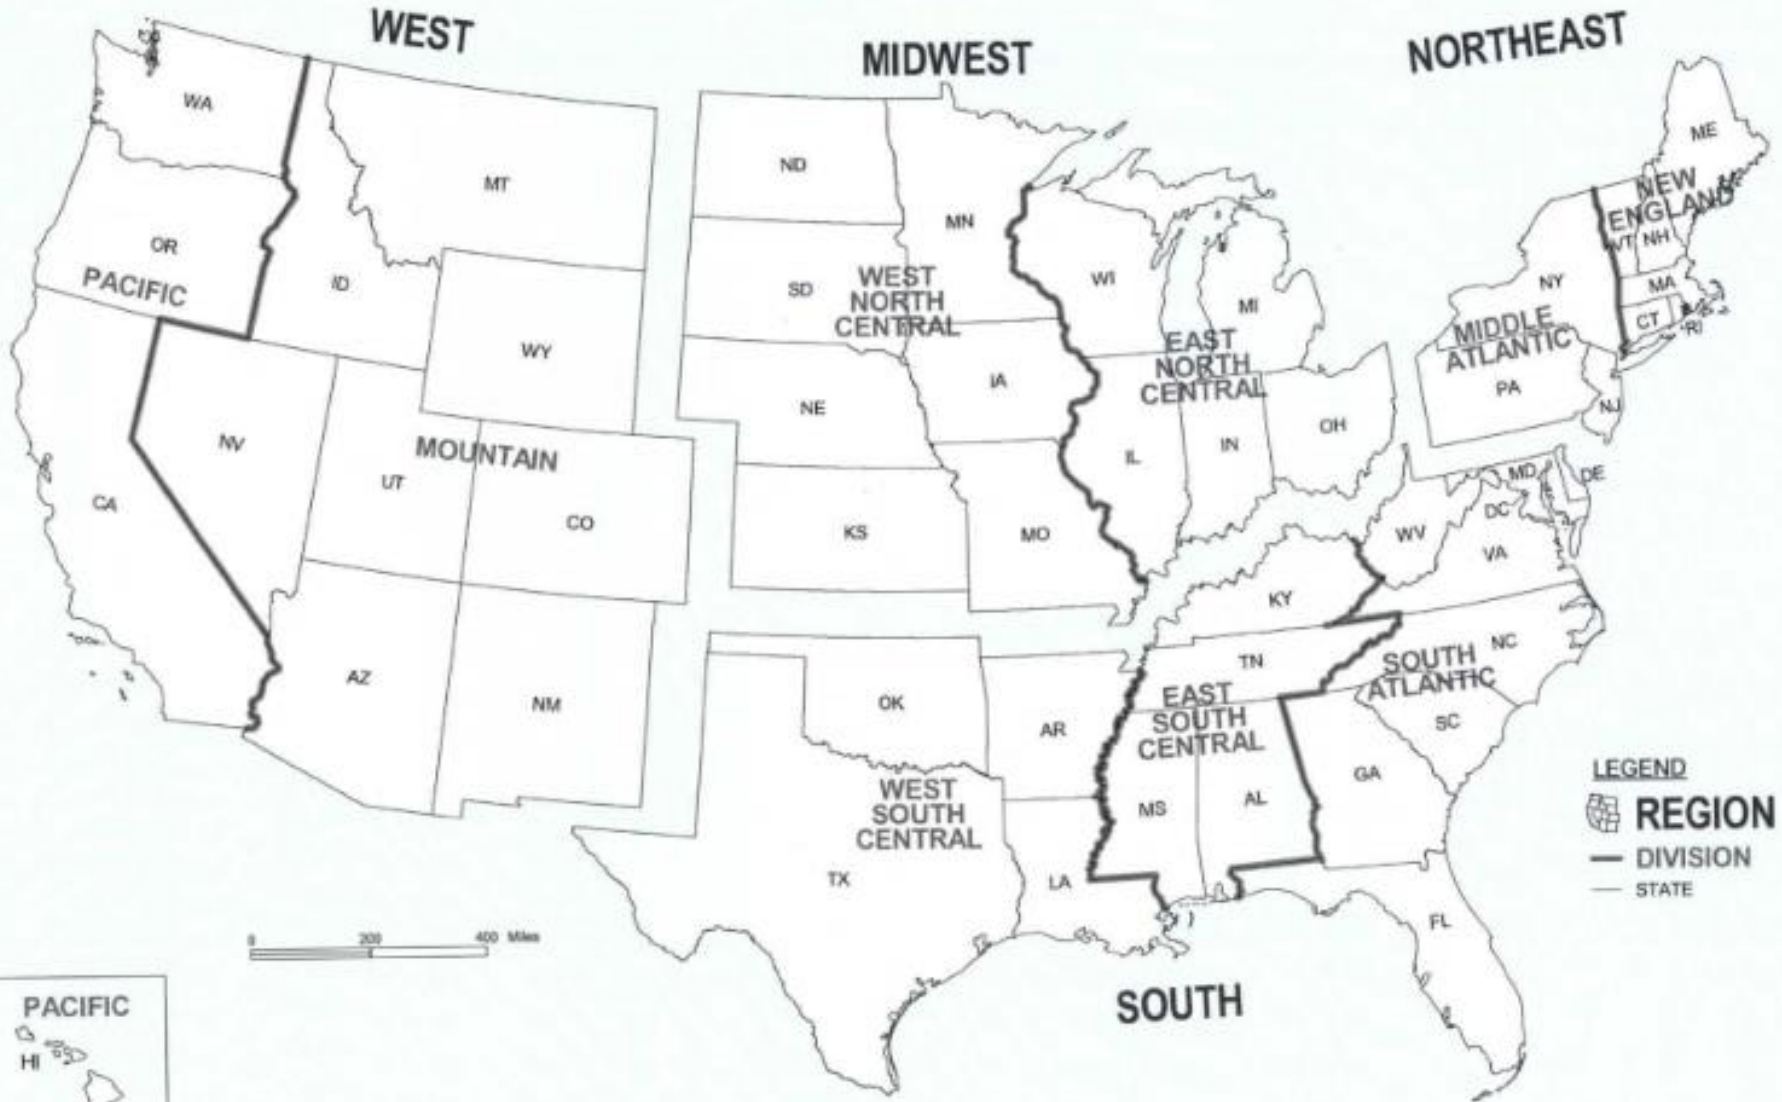 WEST
MIDWEST
NORTHEAST
WA
MT
ND
MN
ME
OR
PACIFIC
ID
SD
WEST
NORTH
CENTRAL
WI
MI
NEW
ENGLAND
VT
NH
NY
MA
CT
RI
WY
IA
NE
EAST
NORTH
CENTRAL
MIDDLE
ATLANTIC
PA
NJ
NV
MOUNTAIN
UT
CO
CA
KS
MO
IL
IN
OH
MD
DE
DC
WV
VA
KY
AZ
NM
OK
AR
TN
NC
SOUTH
ATLANTIC
SC
EAST
SOUTH
CENTRAL
MS
AL
GA
WEST
SOUTH
CENTRAL
TX
LA
FL
LEGEND
REGION
DIVISION
STATE
0 200 400 Miles
PACIFIC
HI
SOUTH